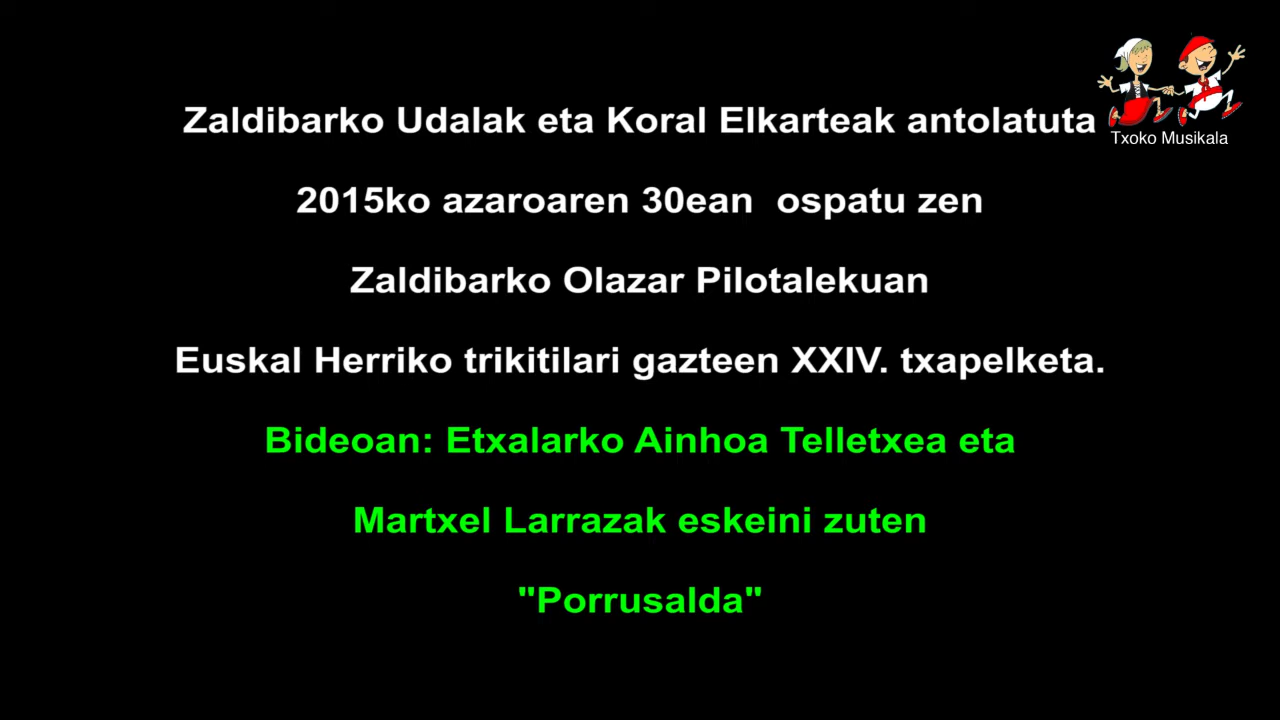 Zaldibarko Udalak eta Koral Elkarteak antolatuta
Txoko Musikala
2015ko azaroaren 30ean  ospatu zen
Zaldibarko Olazar Pilotalekuan
Euskal Herriko trikitilari gazteen XXIV. txapelketa.
Bideoan: Etxalarko Ainhoa Telletxea eta
Martxel Larrazak eskeini zuten
"Porrusalda"